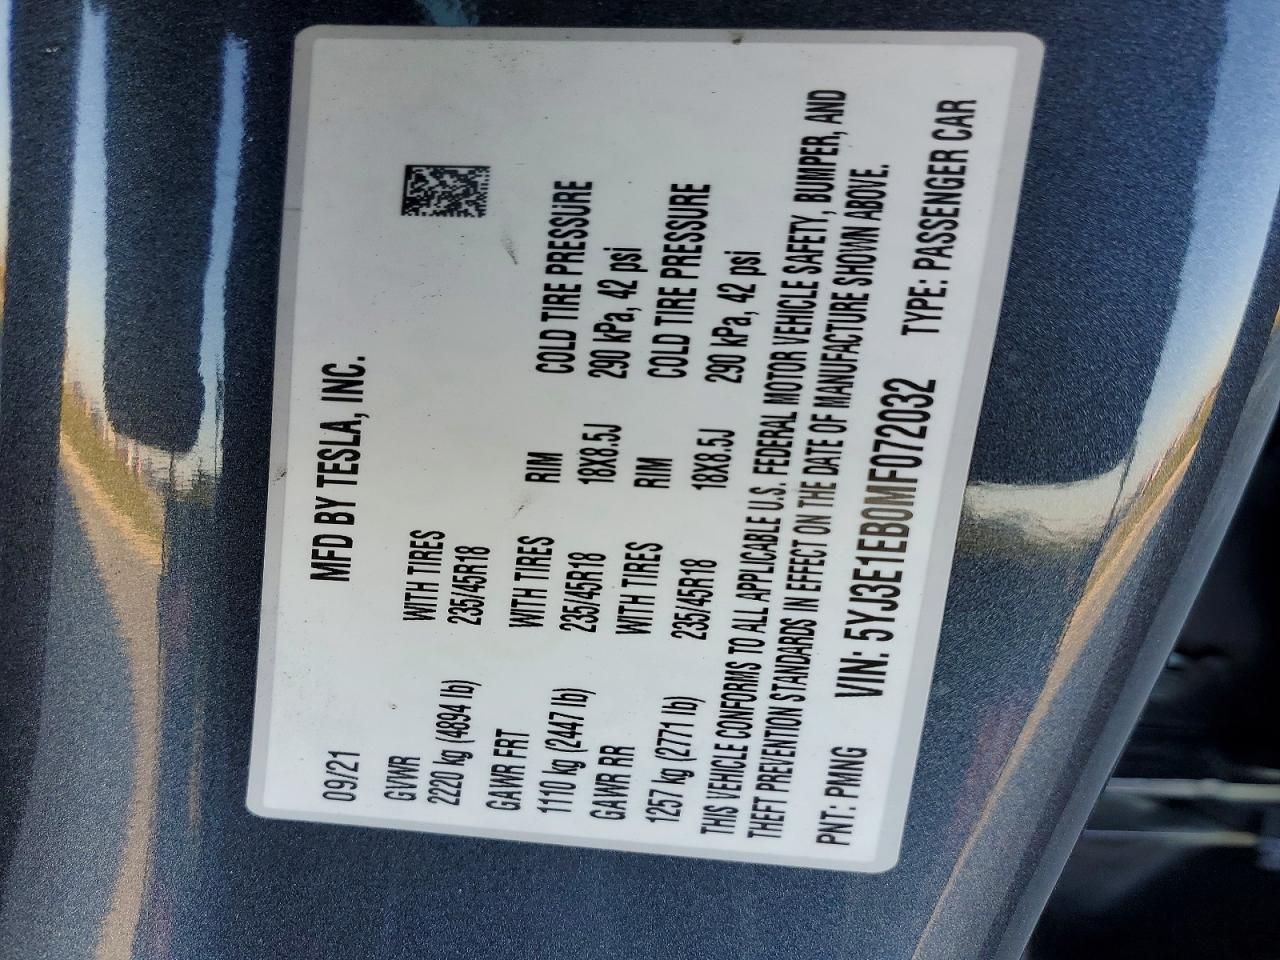 MFD BY TESLA, INC.
09/21
GVWR WITH TIRES
2220 kg (4894 lb) 235/45R18
GAWR FRT WITH TIRES RIM COLD TIRE PRESSURE
1110 kg (2447 lb) 235/45R18 18X8.5J 290 kPa, 42 psi
GAWR RR WITH TIRES RIM COLD TIRE PRESSURE
1257 kg (2771 lb) 235/45R18 18X8.5J 290 kPa, 42 psi
THIS VEHICLE CONFORMS TO ALL APPLICABLE U.S. FEDERAL MOTOR VEHICLE SAFETY, BUMPER, AND
THEFT PREVENTION STANDARDS IN EFFECT ON THE DATE OF MANUFACTURE SHOWN ABOVE.
PNT: PMNG VIN: 5YJ3E1EB0MF072032 TYPE: PASSENGER CAR